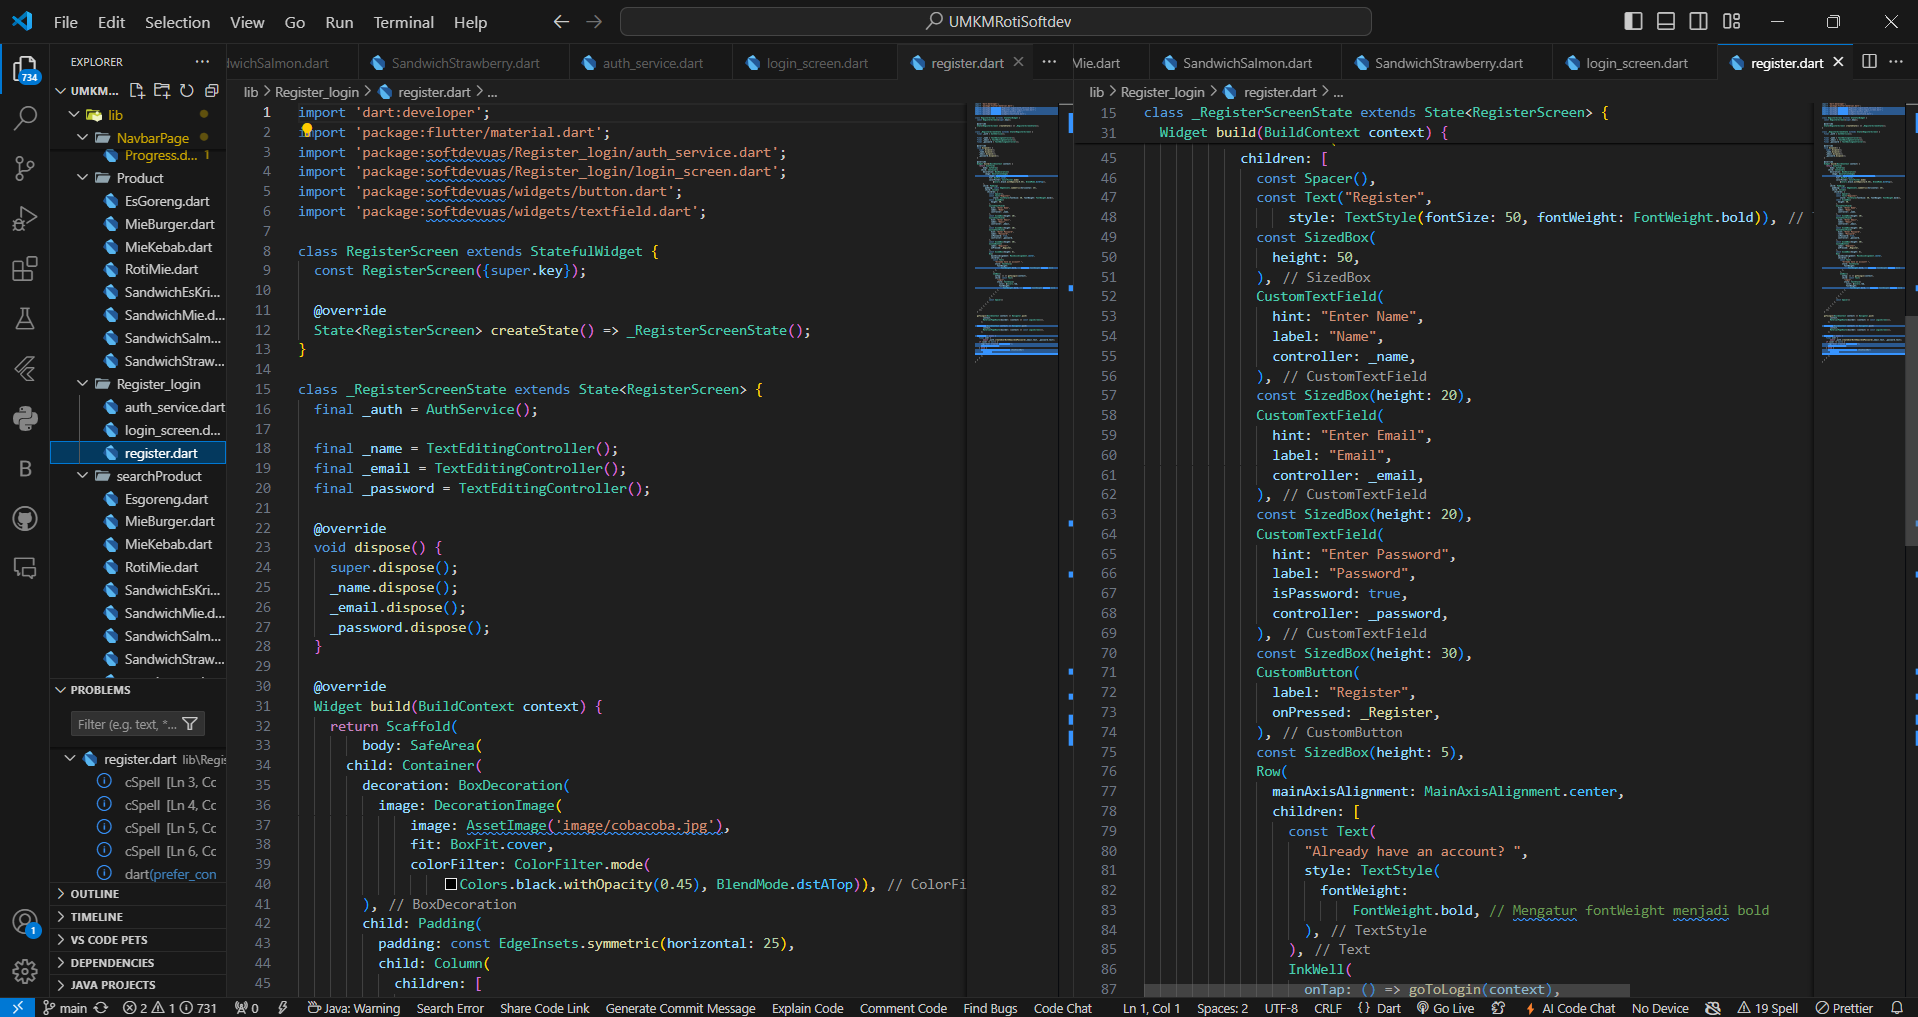 File Edit Selection View Go Run Terminal Help
UMKMRotiSoftdev
EXPLORER
734
UMKM...
lib
NavbarPage
Progress.d... 1
Product
EsGoreng.dart
MieBurger.dart
MieKebab.dart
RotiMie.dart
SandwichEsKri...
SandwichMie.d...
SandwichSalm...
SandwichStraw...
Register_login
auth_service.dart
login_screen.d...
register.dart
searchProduct
Esgoreng.dart
MieBurger.dart
MieKebab.dart
RotiMie.dart
SandwichEsKri...
SandwichMie.d...
SandwichSalm...
SandwichStraw...
PROBLEMS
Filter (e.g. text, *...
register.dart lib\Regis
cSpell [Ln 3, Cc
cSpell [Ln 4, Cc
cSpell [Ln 5, Cc
cSpell [Ln 6, Cc
dart(prefer_con
OUTLINE
TIMELINE
VS CODE PETS
DEPENDENCIES
JAVA PROJECTS
1
wichSalmon.dart SandwichStrawberry.dart auth_service.dart login_screen.dart register.dart
lib > Register_login > register.dart > ...
1 import 'dart:developer';
2 import 'package:flutter/material.dart';
3 import 'package:softdevuas/Register_login/auth_service.dart';
4 import 'package:softdevuas/Register_login/login_screen.dart';
5 import 'package:softdevuas/widgets/button.dart';
6 import 'package:softdevuas/widgets/textfield.dart';
7
8 class RegisterScreen extends StatefulWidget {
9 const RegisterScreen({super.key});
10
11 @override
12 State<RegisterScreen> createState() => _RegisterScreenState();
13 }
14
15 class _RegisterScreenState extends State<RegisterScreen> {
16 final _auth = AuthService();
17
18 final _name = TextEditingController();
19 final _email = TextEditingController();
20 final _password = TextEditingController();
21
22 @override
23 void dispose() {
24 super.dispose();
25 _name.dispose();
26 _email.dispose();
27 _password.dispose();
28 }
29
30 @override
31 Widget build(BuildContext context) {
32 return Scaffold(
33 body: SafeArea(
34 child: Container(
35 decoration: BoxDecoration(
36 image: DecorationImage(
37 image: AssetImage('image/cobacoba.jpg'),
38 fit: BoxFit.cover,
39 colorFilter: ColorFilter.mode(
40 Colors.black.withOpacity(0.45), BlendMode.dstATop)), // ColorFi
41 ), // BoxDecoration
42 child: Padding(
43 padding: const EdgeInsets.symmetric(horizontal: 25),
44 child: Column(
45 children: [
Mie.dart SandwichSalmon.dart SandwichStrawberry.dart login_screen.dart register.dart
lib > Register_login > register.dart > ...
15 class _RegisterScreenState extends State<RegisterScreen> {
31 Widget build(BuildContext context) {
45 children: [
46 const Spacer(),
47 const Text("Register",
48 style: TextStyle(fontSize: 50, fontWeight: FontWeight.bold)), //
49 const SizedBox(
50 height: 50,
51 ), // SizedBox
52 CustomTextField(
53 hint: "Enter Name",
54 label: "Name",
55 controller: _name,
56 ), // CustomTextField
57 const SizedBox(height: 20),
58 CustomTextField(
59 hint: "Enter Email",
60 label: "Email",
61 controller: _email,
62 ), // CustomTextField
63 const SizedBox(height: 20),
64 CustomTextField(
65 hint: "Enter Password",
66 label: "Password",
67 isPassword: true,
68 controller: _password,
69 ), // CustomTextField
70 const SizedBox(height: 30),
71 CustomButton(
72 label: "Register",
73 onPressed: _Register,
74 ), // CustomButton
75 const SizedBox(height: 5),
76 Row(
77 mainAxisAlignment: MainAxisAlignment.center,
78 children: [
79 const Text(
80 "Already have an account? ",
81 style: TextStyle(
82 fontWeight:
83 FontWeight.bold, // Mengatur fontWeight menjadi bold
84 ), // TextStyle
85 ), // Text
86 InkWell(
87 onTap: () => goToLogin(context),
main 2 1 731 0 Java: Warning Search Error Share Code Link Generate Commit Message Explain Code Comment Code Find Bugs Code Chat Ln 1, Col 1 Spaces: 2 UTF-8 CRLF {} Dart Go Live AI Code Chat No Device 19 Spell Prettier